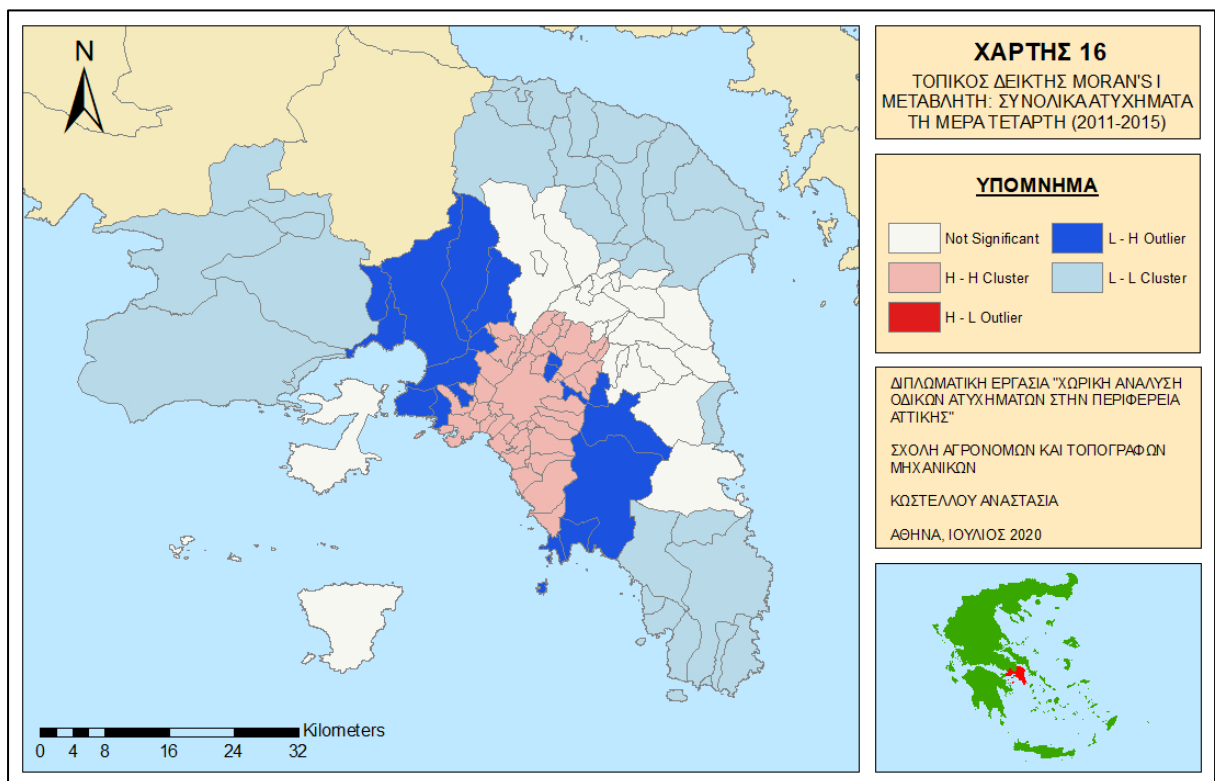 N
ΧΑΡΤΗΣ 16
ΤΟΠΙΚΟΣ ΔΕΙΚΤΗΣ MORAN'S I
ΜΕΤΑΒΛΗΤΗ: ΣΥΝΟΛΙΚΑ ΑΤΥΧΗΜΑΤΑ
ΤΗ ΜΕΡΑ ΤΕΤΑΡΤΗ (2011-2015)
ΥΠΟΜΝΗΜΑ
Not Significant
L - H Outlier
H - H Cluster
L - L Cluster
H - L Outlier
ΔΙΠΛΩΜΑΤΙΚΗ ΕΡΓΑΣΙΑ "ΧΩΡΙΚΗ ΑΝΑΛΥΣΗ
ΟΔΙΚΩΝ ΑΤΥΧΗΜΑΤΩΝ ΣΤΗΝ ΠΕΡΙΦΕΡΕΙΑ
ΑΤΤΙΚΗΣ"
ΣΧΟΛΗ ΑΓΡΟΝΟΜΩΝ ΚΑΙ ΤΟΠΟΓΡΑΦΩΝ
ΜΗΧΑΝΙΚΩΝ
ΚΩΣΤΕΛΛΟΥ ΑΝΑΣΤΑΣΙΑ
ΑΘΗΝΑ, ΙΟΥΛΙΟΣ 2020
Kilometers
0 2 4 8 16 24 32